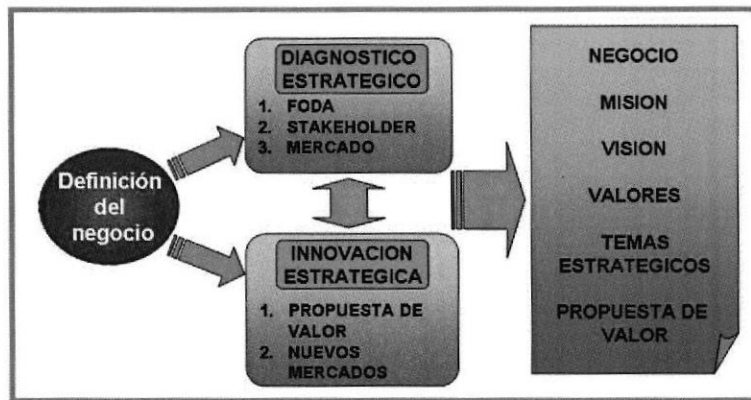 Definición
del
negocio
DIAGNOSTICO
ESTRATEGICO
1. FODA
2. STAKEHOLDER
3. MERCADO
INNOVACION
ESTRATEGICA
1. PROPUESTA DE
VALOR
2. NUEVOS
MERCADOS
NEGOCIO
MISION
VISION
VALORES
TEMAS
ESTRATEGICOS
PROPUESTA DE
VALOR